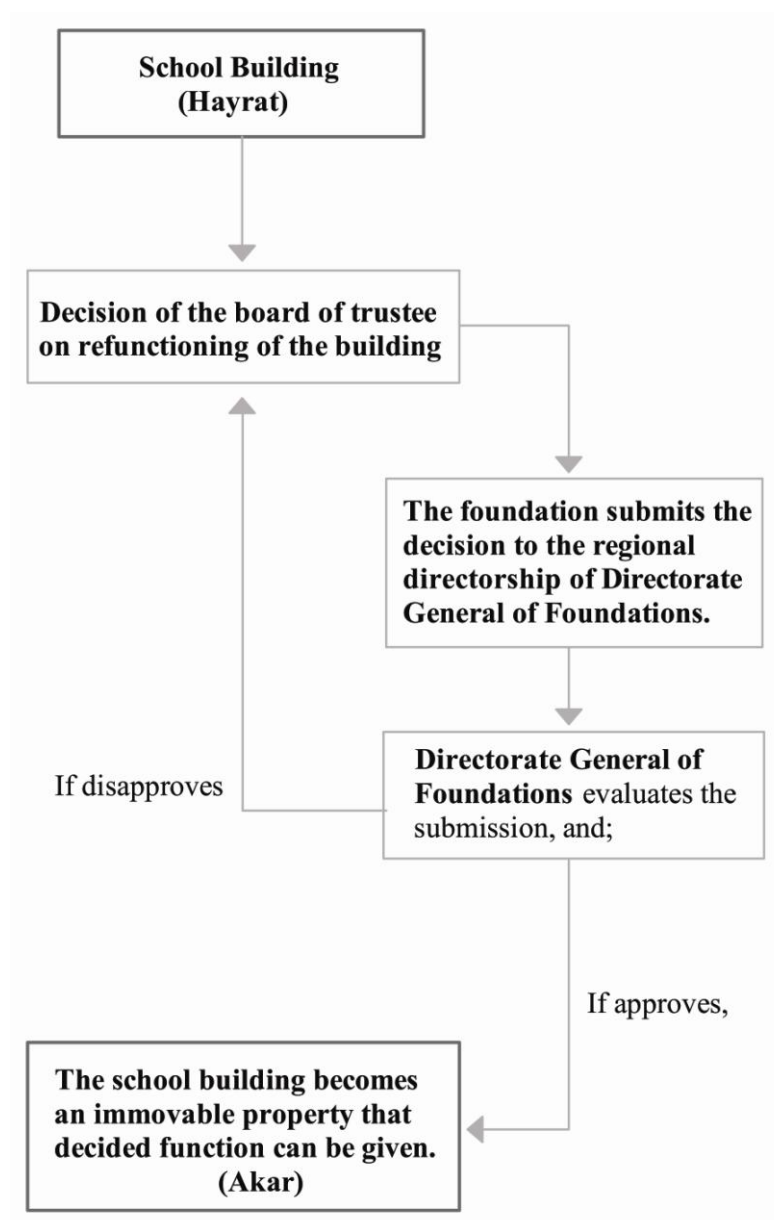 School Building
(Hayrat)
Decision of the board of trustee
on refunctioning of the building
The foundation submits the
decision to the regional
directorship of Directorate
General of Foundations.
Directorate General of
Foundations evaluates the
submission, and;
If disapproves
If approves,
The school building becomes
an immovable property that
decided function can be given.
(Akar)